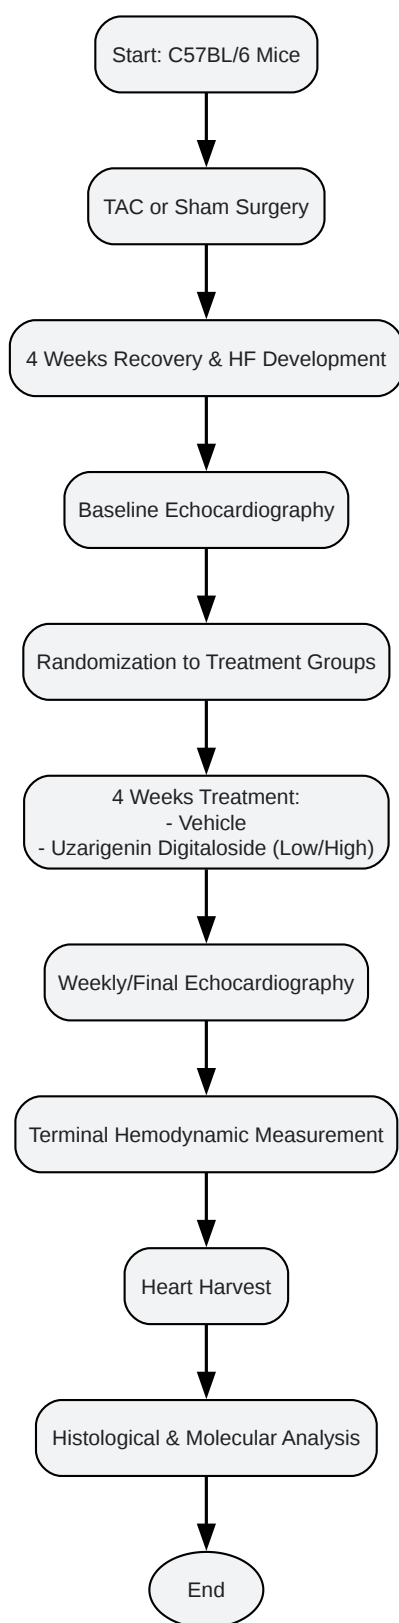 Start: C57BL/6 Mice
TAC or Sham Surgery
4 Weeks Recovery & HF Development
Baseline Echocardiography
Randomization to Treatment Groups
4 Weeks Treatment:
- Vehicle
- Uzarigenin Digitaloside (Low/High)
Weekly/Final Echocardiography
Terminal Hemodynamic Measurement
Heart Harvest
Histological & Molecular Analysis
End